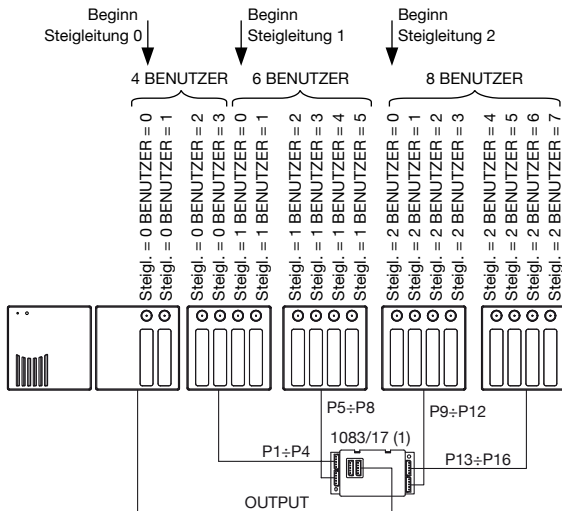 Beginn
Steigleitung 0
Beginn
Steigleitung 1
Beginn
Steigleitung 2
4 BENUTZER
6 BENUTZER
8 BENUTZER
Steigl. = 0 BENUTZER = 0
Steigl. = 0 BENUTZER = 1
Steigl. = 0 BENUTZER = 2
Steigl. = 0 BENUTZER = 3
Steigl. = 1 BENUTZER = 0
Steigl. = 1 BENUTZER = 1
Steigl. = 1 BENUTZER = 2
Steigl. = 1 BENUTZER = 3
Steigl. = 1 BENUTZER = 4
Steigl. = 1 BENUTZER = 5
Steigl. = 2 BENUTZER = 0
Steigl. = 2 BENUTZER = 1
Steigl. = 2 BENUTZER = 2
Steigl. = 2 BENUTZER = 3
Steigl. = 2 BENUTZER = 4
Steigl. = 2 BENUTZER = 5
Steigl. = 2 BENUTZER = 6
Steigl. = 2 BENUTZER = 7
P5÷P8
P9÷P12
1083/17 (1)
P1÷P4
P13÷P16
OUTPUT